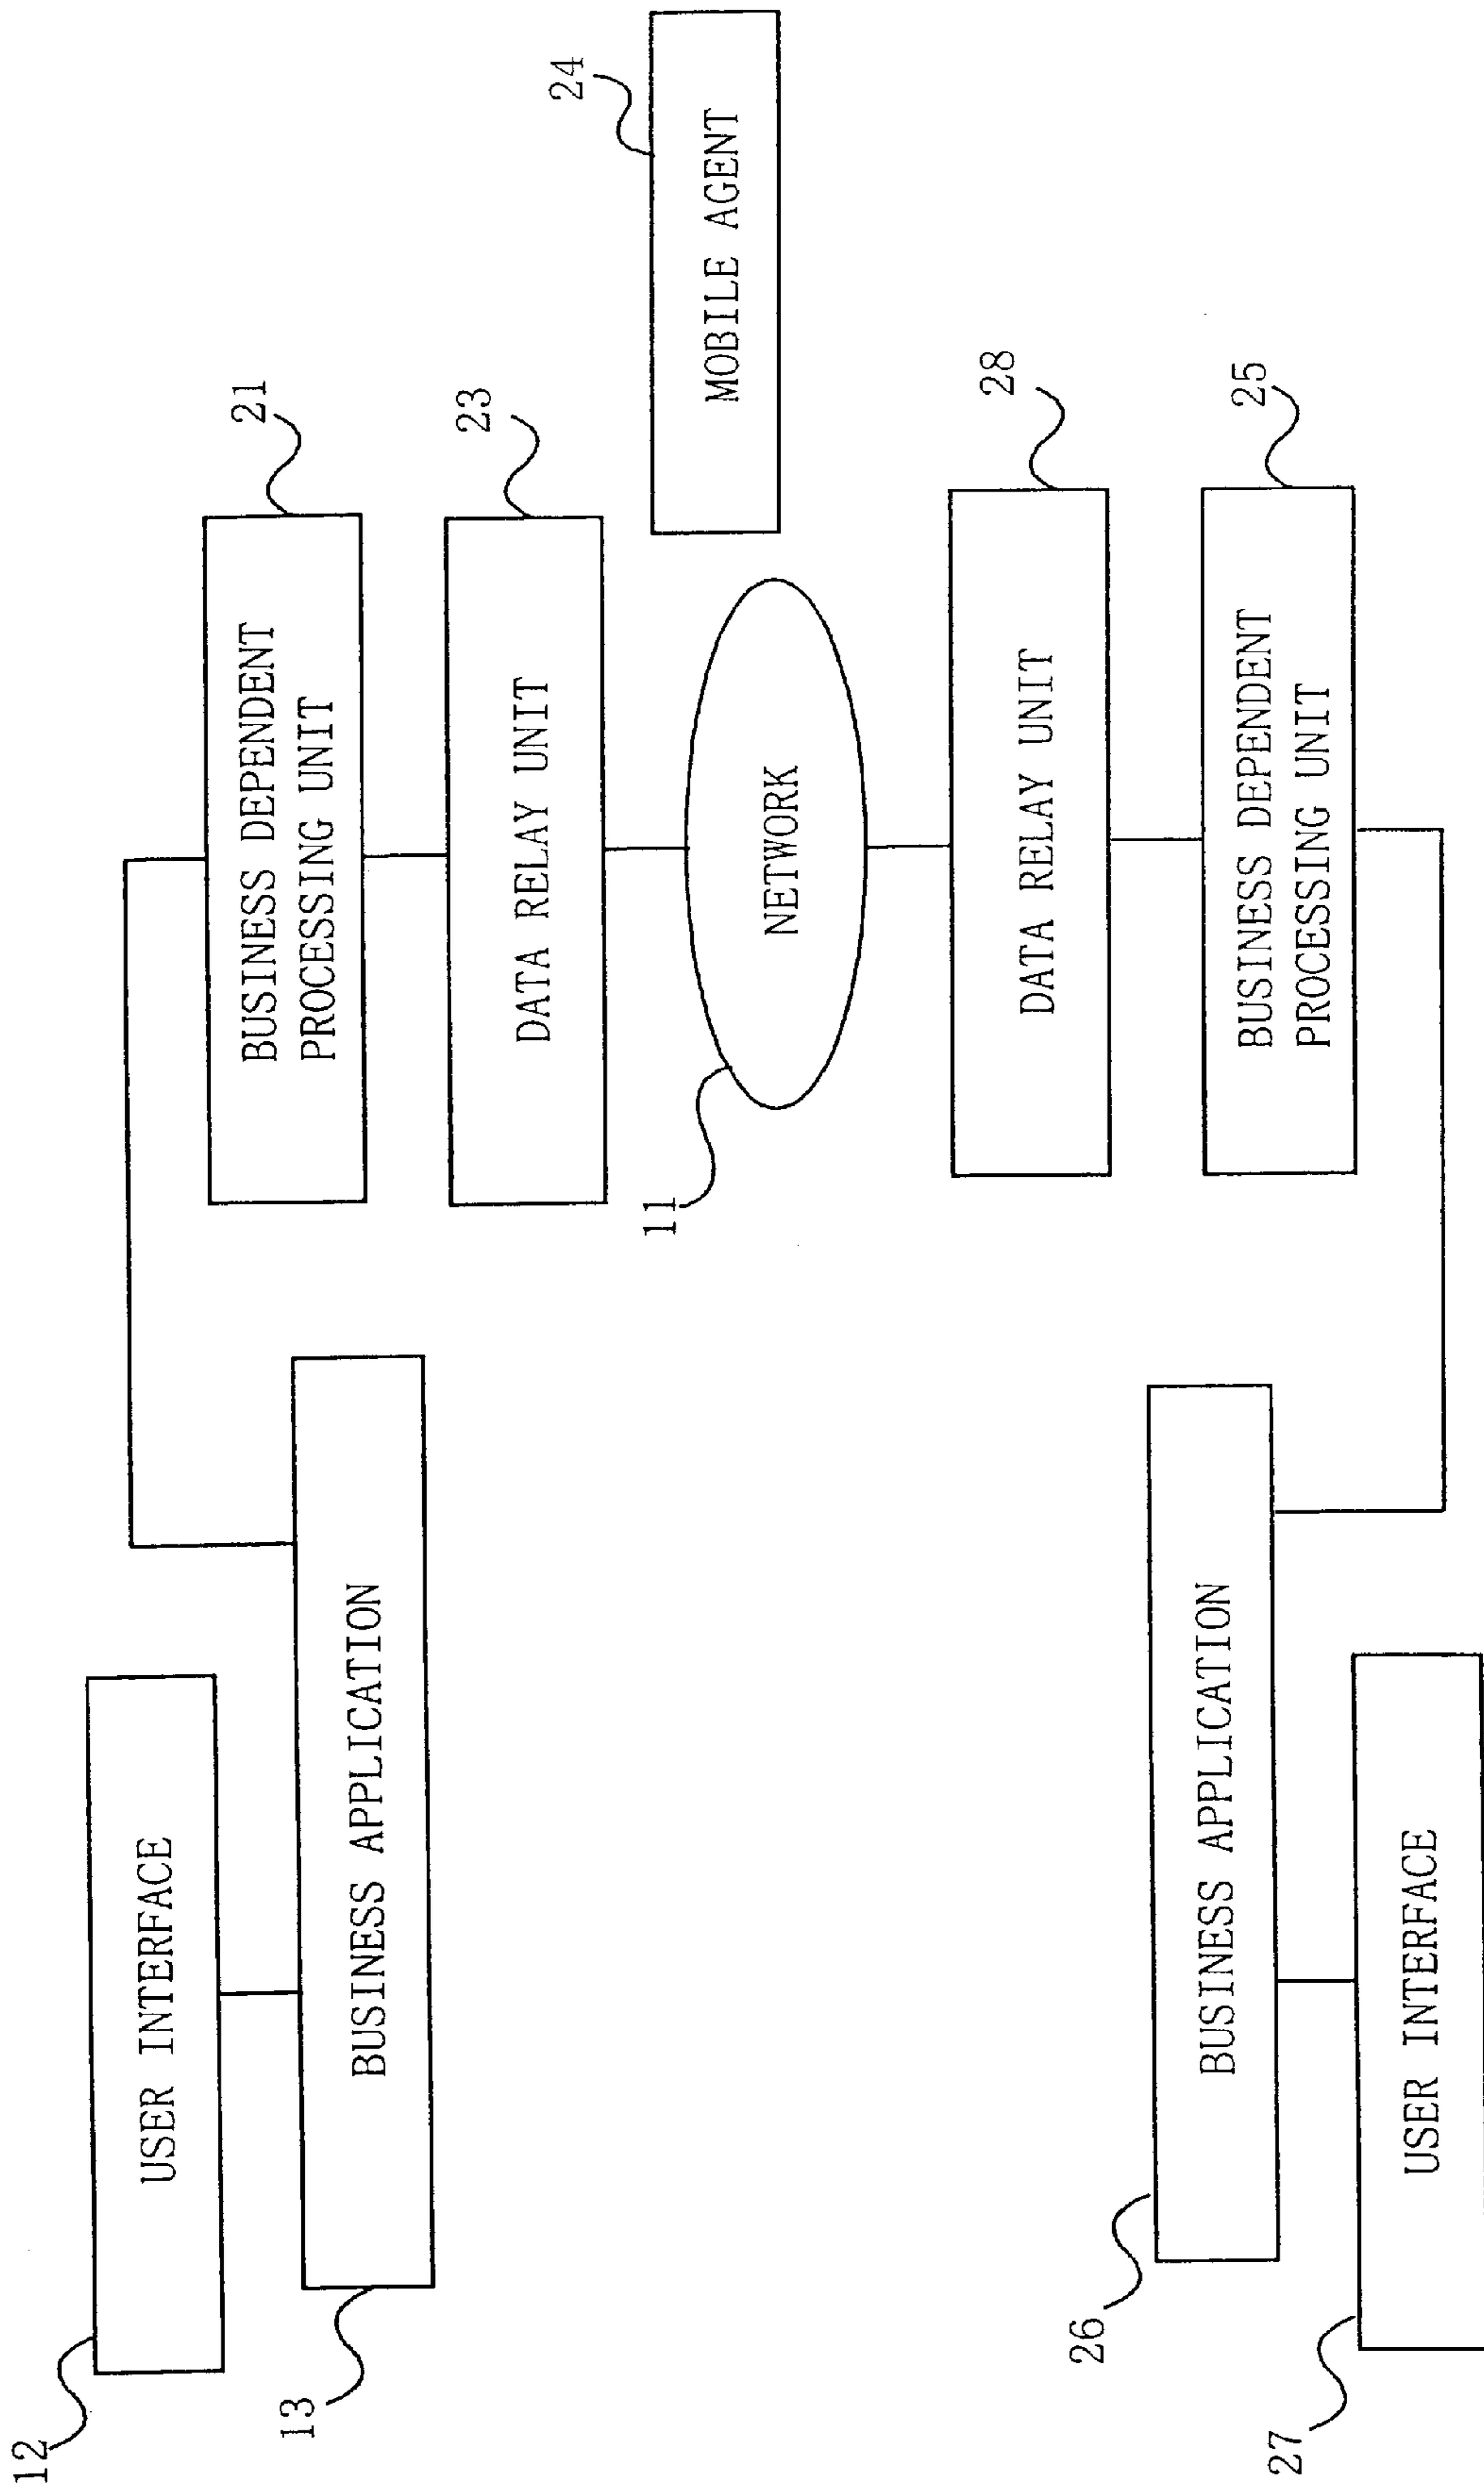 12
USER INTERFACE
13
BUSINESS APPLICATION
21
BUSINESS DEPENDENT
PROCESSING UNIT
23
DATA RELAY UNIT
24
MOBILE AGENT
11
NETWORK
28
DATA RELAY UNIT
25
BUSINESS DEPENDENT
PROCESSING UNIT
26
BUSINESS APPLICATION
27
USER INTERFACE